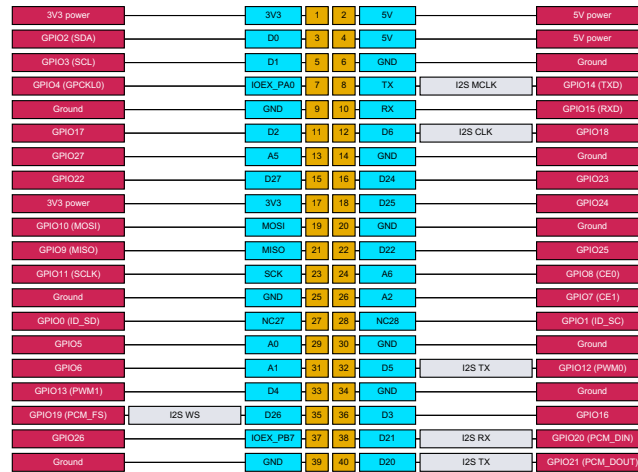 3V3 power 3V3 1 2 5V 5V power
GPIO2 (SDA) D0 3 4 5V 5V power
GPIO3 (SCL) D1 5 6 GND Ground
GPIO4 (GPCKL0) IOEX_PA0 7 8 TX I2S MCLK GPIO14 (TXD)
Ground GND 9 10 RX GPIO15 (RXD)
GPIO17 D2 11 12 D6 I2S CLK GPIO18
GPIO27 A5 13 14 GND Ground
GPIO22 D27 15 16 D24 GPIO23
3V3 power 3V3 17 18 D25 GPIO24
GPIO10 (MOSI) MOSI 19 20 GND Ground
GPIO9 (MISO) MISO 21 22 D22 GPIO25
GPIO11 (SCLK) SCK 23 24 A6 GPIO8 (CE0)
Ground GND 25 26 A2 GPIO7 (CE1)
GPIO0 (ID_SD) NC27 27 28 NC28 GPIO1 (ID_SC)
GPIO5 A0 29 30 GND Ground
GPIO6 A1 31 32 D5 I2S TX GPIO12 (PWM0)
GPIO13 (PWM1) D4 33 34 GND Ground
GPIO19 (PCM_FS) I2S WS D26 35 36 D3 GPIO16
GPIO26 IOEX_PB7 37 38 D21 I2S RX GPIO20 (PCM_DIN)
Ground GND 39 40 D20 I2S TX GPIO21 (PCM_DOUT)